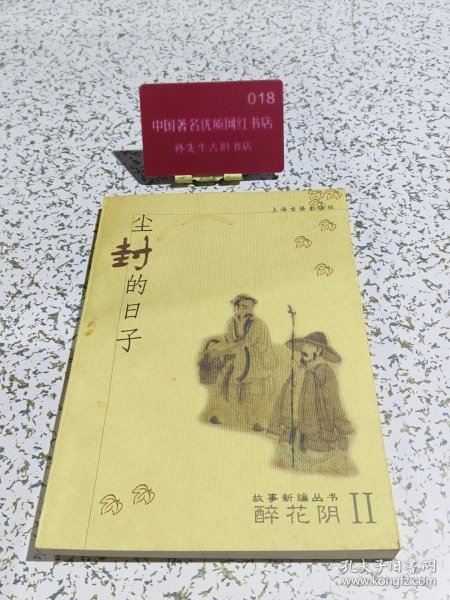 018
中国著名优质网红书店
孙先生古旧书店
上海古籍出版社
尘封的日子
故事新编丛书
醉花阴 II
孔夫子旧书网
www.kongfz.com